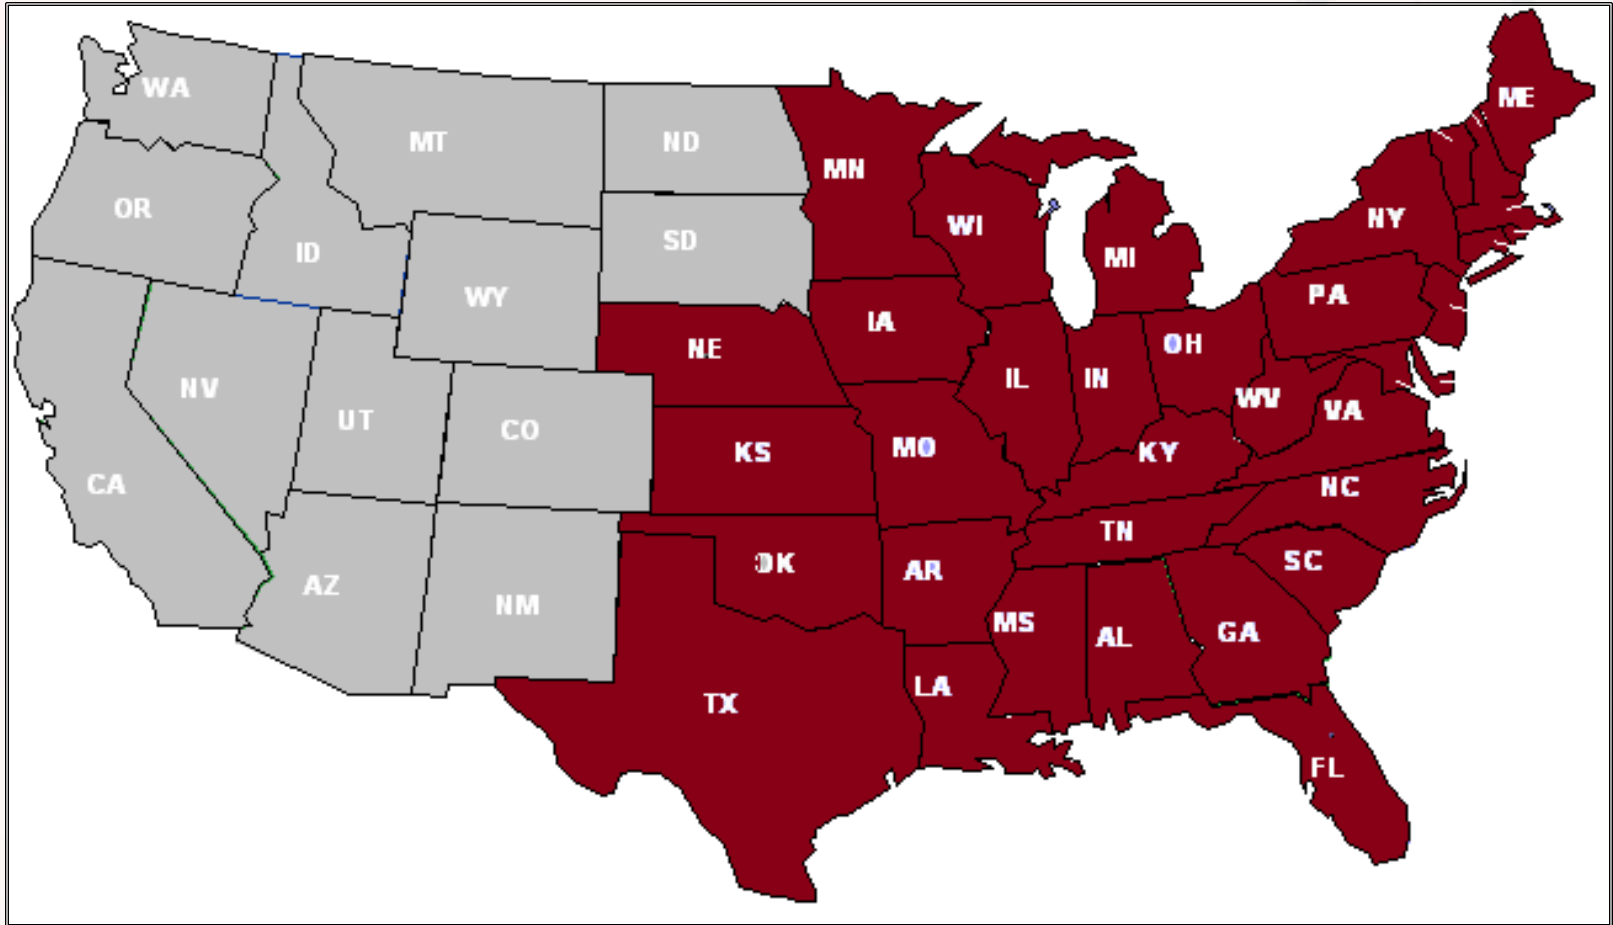 WA
MT
ND
MN
ME
OR
ID
SD
WI
NY
WY
MI
PA
NE
IA
OH
NV
UT
CO
IL
IN
WV
VA
KS
MO
KY
CA
NC
AZ
NM
OK
AR
TN
SC
TX
MS
AL
GA
LA
FL